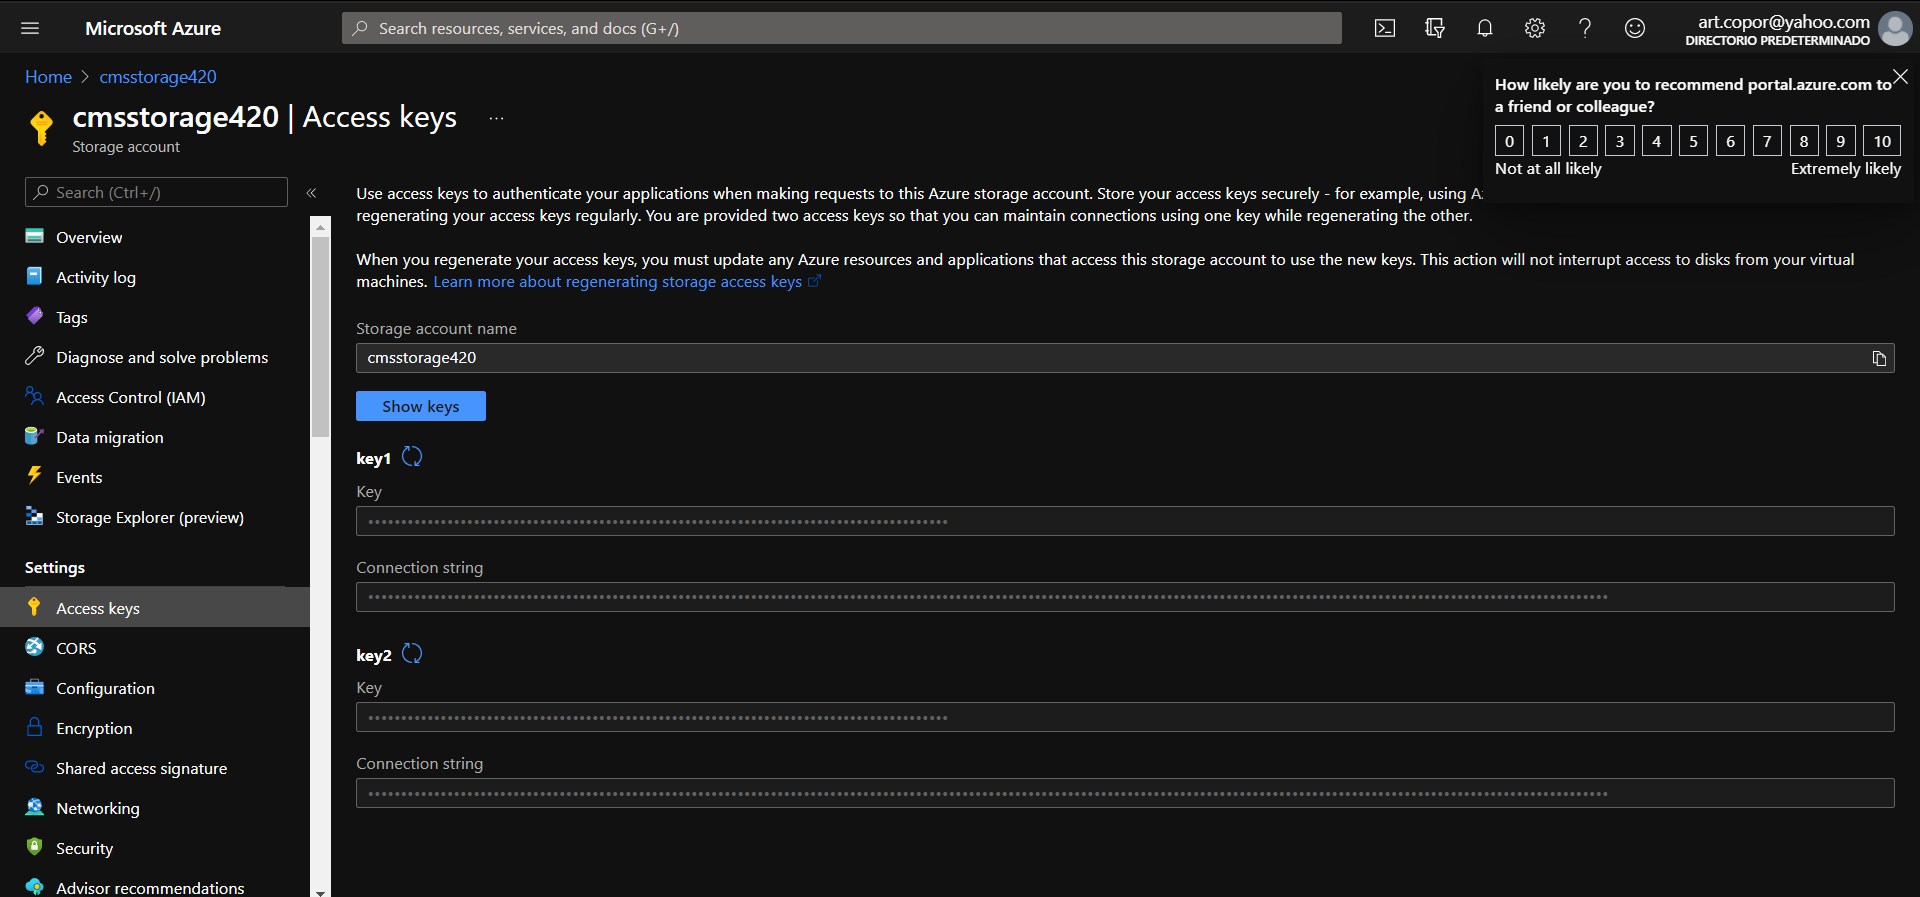 Microsoft Azure
Search resources, services, and docs (G+/)
art.copor@yahoo.com
DIRECTORIO PREDETERMINADO
Home > cmsstorage420
How likely are you to recommend portal.azure.com to
a friend or colleague?
0 1 2 3 4 5 6 7 8 9 10
Not at all likely Extremely likely
cmsstorage420 | Access keys ...
Storage account
Search (Ctrl+/)
«
Overview
Activity log
Tags
Diagnose and solve problems
Access Control (IAM)
Data migration
Events
Storage Explorer (preview)
Settings
Access keys
CORS
Configuration
Encryption
Shared access signature
Networking
Security
Advisor recommendations
Use access keys to authenticate your applications when making requests to this Azure storage account. Store your access keys securely - for example, using
regenerating your access keys regularly. You are provided two access keys so that you can maintain connections using one key while regenerating the other.
When you regenerate your access keys, you must update any Azure resources and applications that access this storage account to use the new keys. This action will not interrupt access to disks from your virtual
machines. Learn more about regenerating storage access keys
Storage account name
cmsstorage420
Show keys
key1
Key
Connection string
key2
Key
Connection string